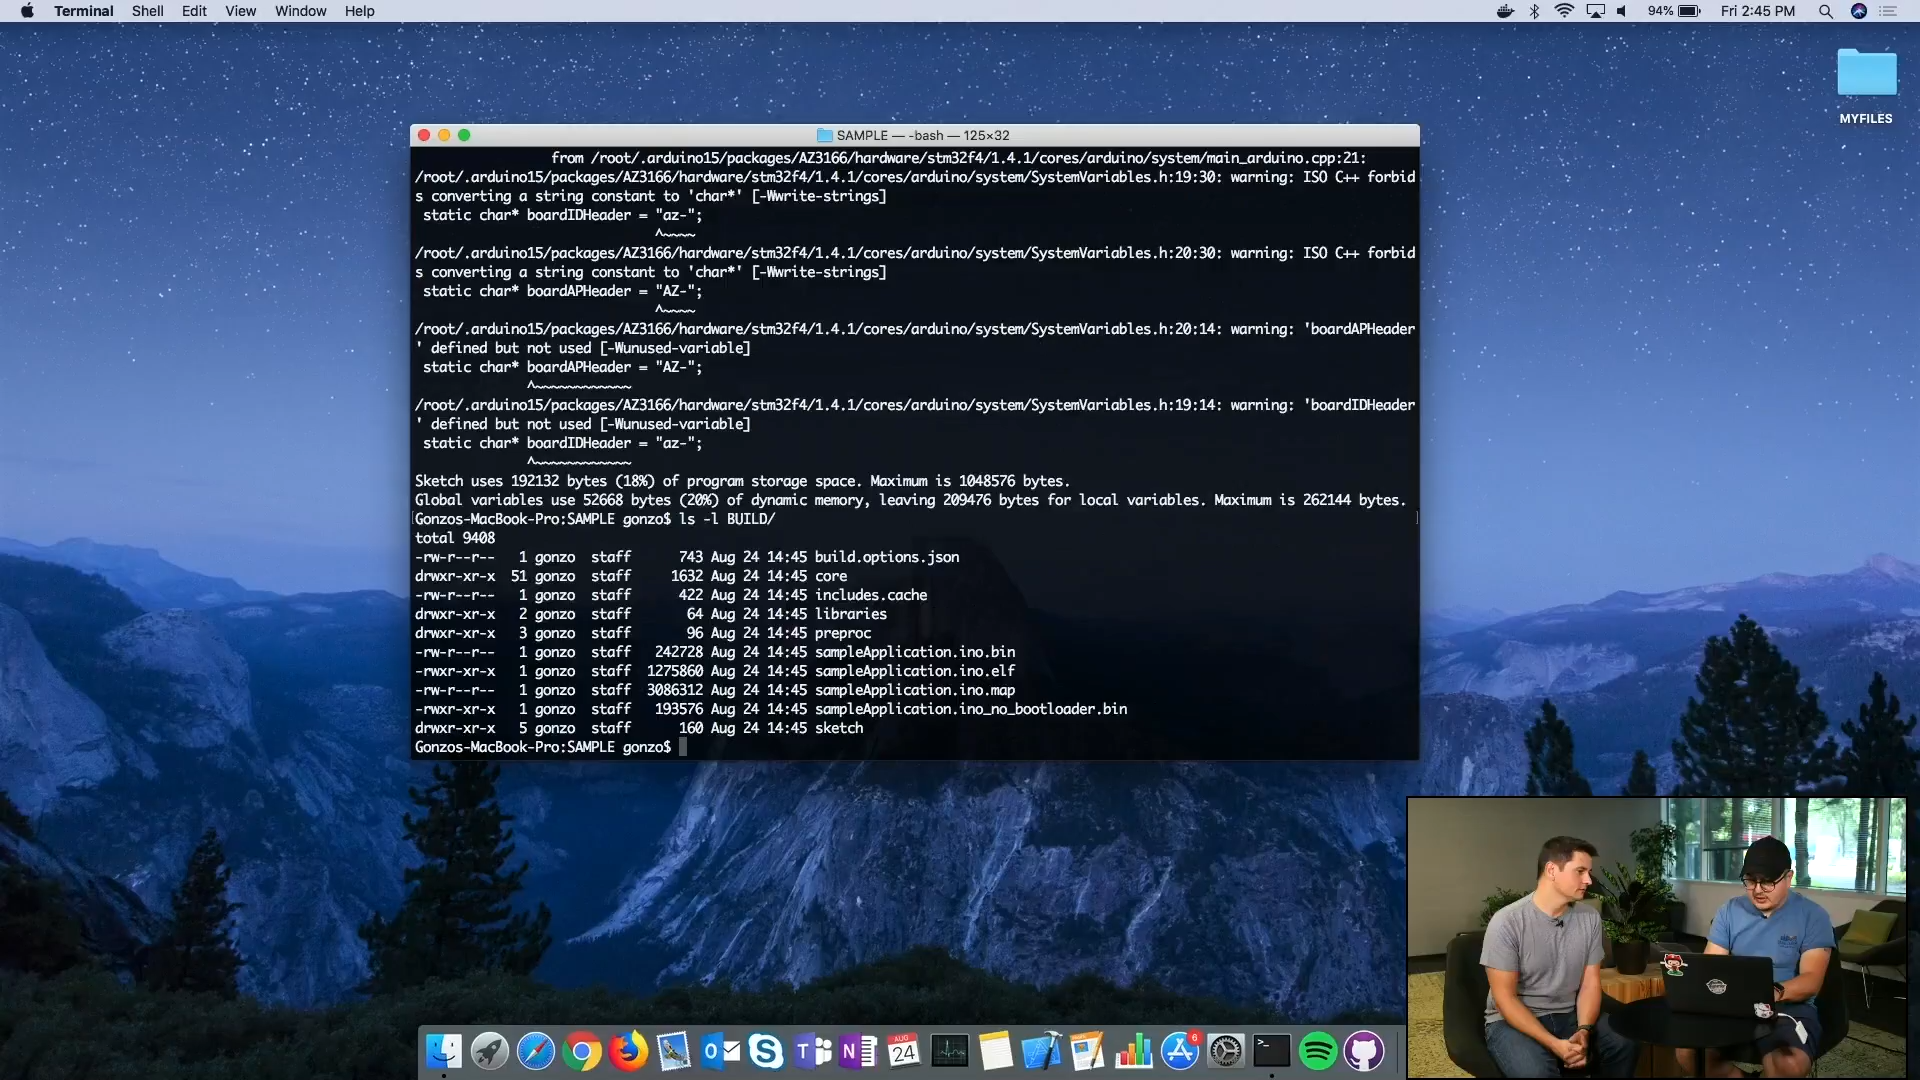 Terminal Shell Edit View Window Help 94% Fri 2:45 PM
MYFILES
SAMPLE — -bash — 125×32
from /root/.arduino15/packages/AZ3166/hardware/stm32f4/1.4.1/cores/arduino/system/main_arduino.cpp:21:
/root/.arduino15/packages/AZ3166/hardware/stm32f4/1.4.1/cores/arduino/system/SystemVariables.h:19:30: warning: ISO C++ forbid
s converting a string constant to 'char*' [-Wwrite-strings]
static char* boardIDHeader = "az-";
^~~~~
/root/.arduino15/packages/AZ3166/hardware/stm32f4/1.4.1/cores/arduino/system/SystemVariables.h:20:30: warning: ISO C++ forbid
s converting a string constant to 'char*' [-Wwrite-strings]
static char* boardAPHeader = "AZ-";
^~~~~
/root/.arduino15/packages/AZ3166/hardware/stm32f4/1.4.1/cores/arduino/system/SystemVariables.h:20:14: warning: 'boardAPHeader
' defined but not used [-Wunused-variable]
static char* boardAPHeader = "AZ-";
^~~~~~~~~~~~~
/root/.arduino15/packages/AZ3166/hardware/stm32f4/1.4.1/cores/arduino/system/SystemVariables.h:19:14: warning: 'boardIDHeader
' defined but not used [-Wunused-variable]
static char* boardIDHeader = "az-";
^~~~~~~~~~~~~
Sketch uses 192132 bytes (18%) of program storage space. Maximum is 1048576 bytes.
Global variables use 52668 bytes (20%) of dynamic memory, leaving 209476 bytes for local variables. Maximum is 262144 bytes.
Gonzos-MacBook-Pro:SAMPLE gonzo$ ls -l BUILD/
total 9408
-rw-r--r-- 1 gonzo staff 743 Aug 24 14:45 build.options.json
drwxr-xr-x 51 gonzo staff 1632 Aug 24 14:45 core
-rw-r--r-- 1 gonzo staff 422 Aug 24 14:45 includes.cache
drwxr-xr-x 2 gonzo staff 64 Aug 24 14:45 libraries
drwxr-xr-x 3 gonzo staff 96 Aug 24 14:45 preproc
-rw-r--r-- 1 gonzo staff 242728 Aug 24 14:45 sampleApplication.ino.bin
-rwxr-xr-x 1 gonzo staff 1275860 Aug 24 14:45 sampleApplication.ino.elf
-rw-r--r-- 1 gonzo staff 3086312 Aug 24 14:45 sampleApplication.ino.map
-rwxr-xr-x 1 gonzo staff 193576 Aug 24 14:45 sampleApplication.ino_no_bootloader.bin
drwxr-xr-x 5 gonzo staff 160 Aug 24 14:45 sketch
Gonzos-MacBook-Pro:SAMPLE gonzo$
AUG
24
6